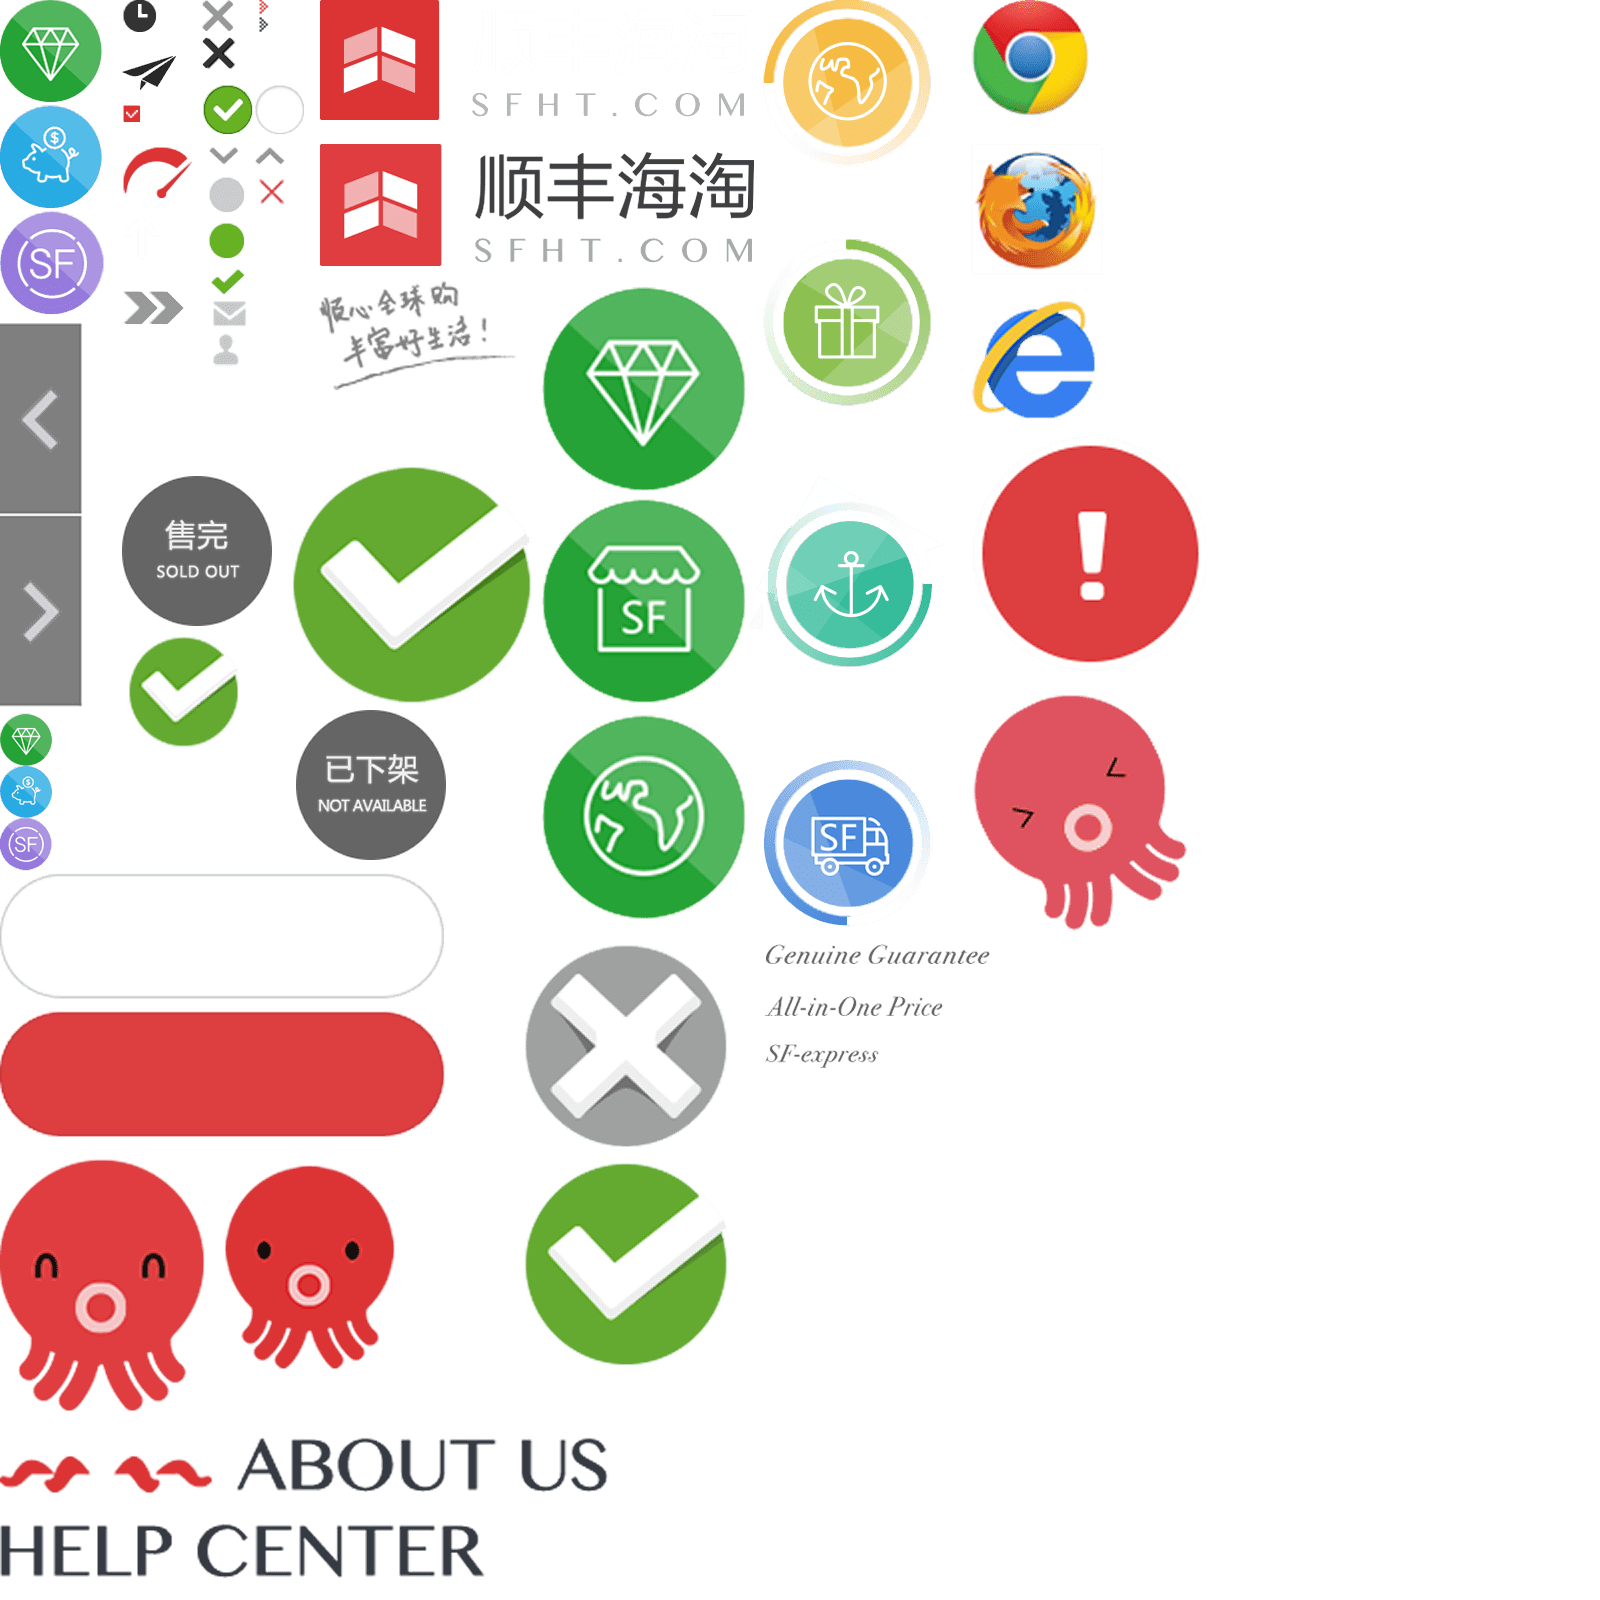 SFHT.COM
顺丰海淘
SFHT.COM
SF
顺心全球购
丰富好生活!
售完
SOLD OUT
SF
已下架
NOT AVAILABLE
SF
SF
Genuine Guarantee
All-in-One Price
SF-express
ABOUT US
HELP CENTER